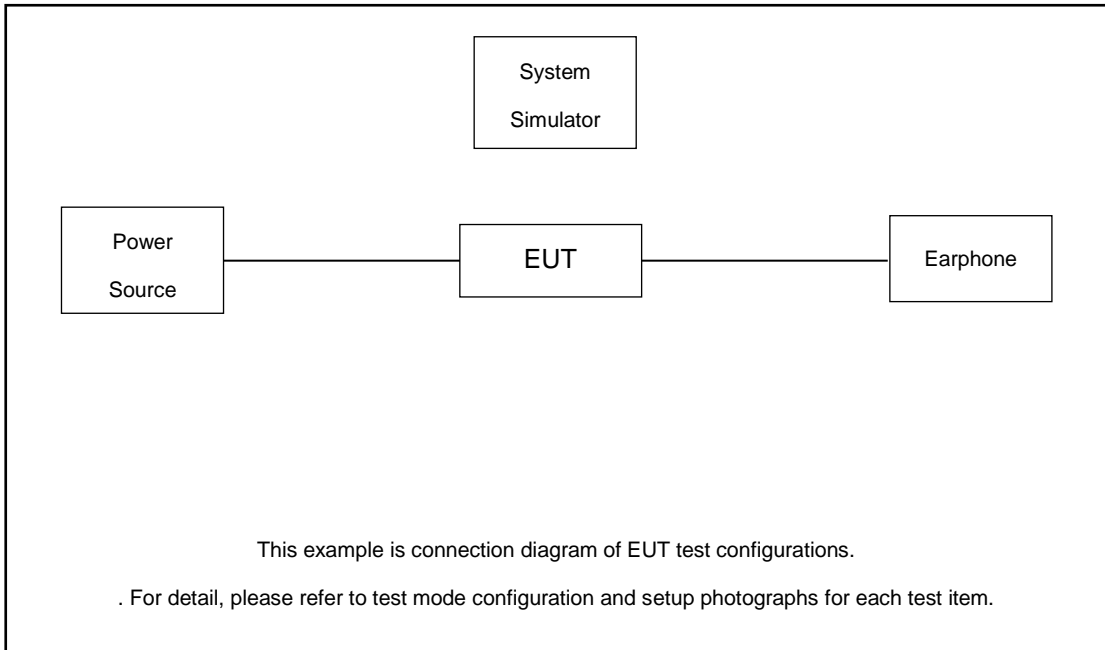 System
Simulator
Power
Source
EUT
Earphone
This example is connection diagram of EUT test configurations.
. For detail, please refer to test mode configuration and setup photographs for each test item.